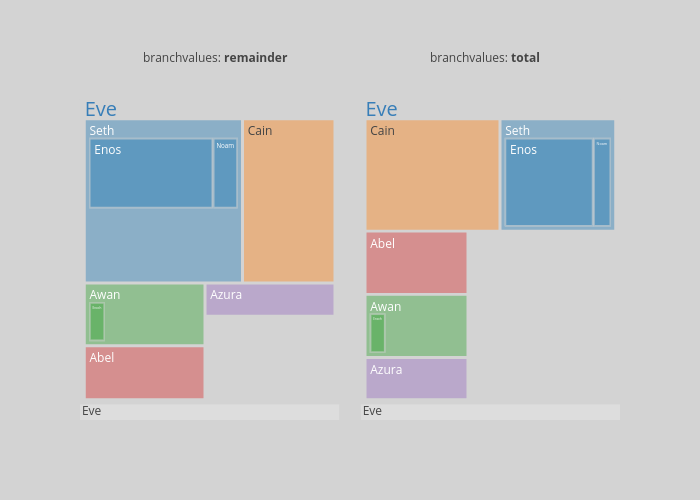 branchvalues: remainder
Eve
Seth
Enos
Noam
Cain
Awan
Azura
Abel
Eve
branchvalues: total
Eve
Cain
Seth
Enos
Abel
Awan
Azura
Eve